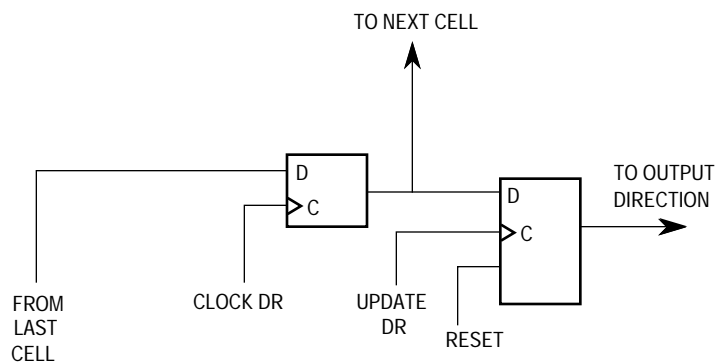 TO NEXT CELL
D
C
D
C
TO OUTPUT
DIRECTION
FROM
LAST
CELL
CLOCK DR
UPDATE
DR
RESET